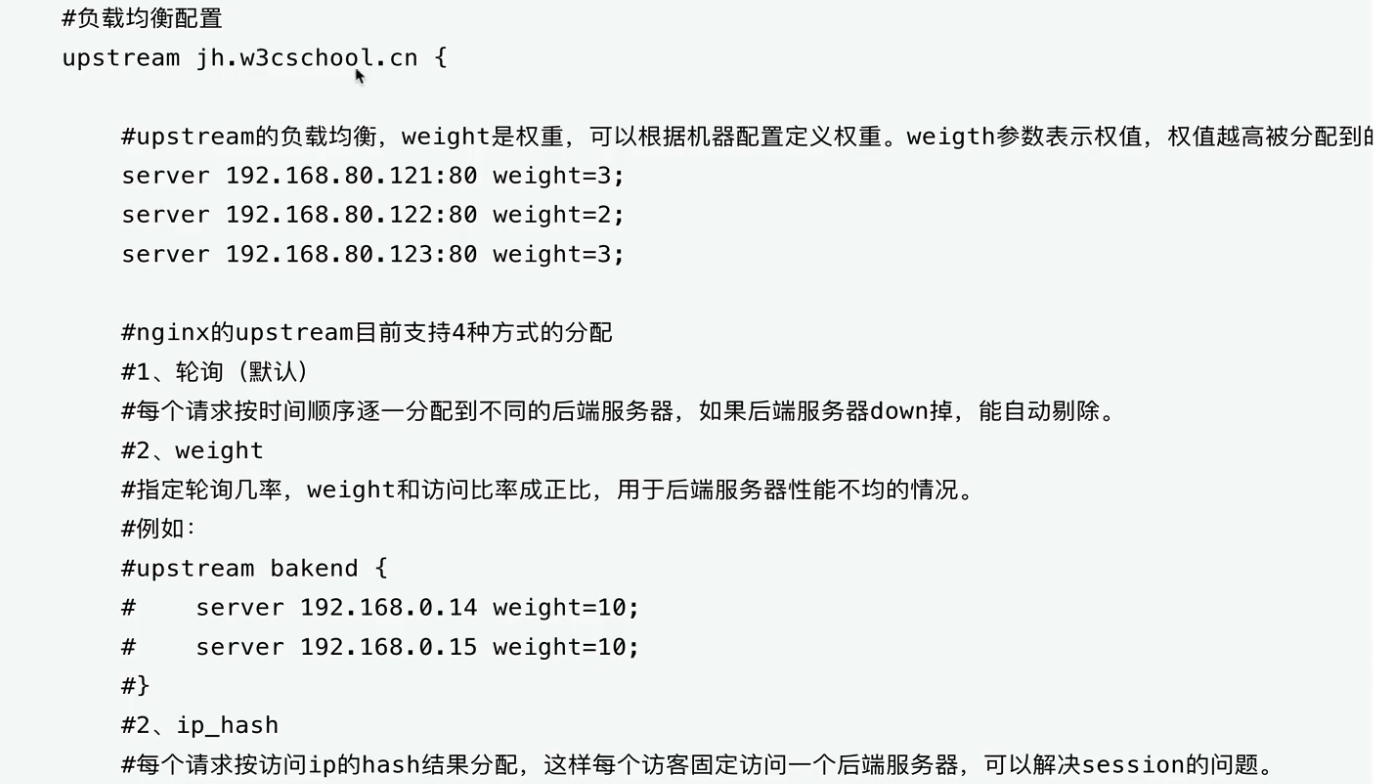 #负载均衡配置
upstream jh.w3cschool.cn {
#upstream的负载均衡，weight是权重，可以根据机器配置定义权重。weigth参数表示权值，权值越高被分配到
server 192.168.80.121:80 weight=3;
server 192.168.80.122:80 weight=2;
server 192.168.80.123:80 weight=3;
#nginx的upstream目前支持4种方式的分配
#1、轮询（默认）
#每个请求按时间顺序逐一分配到不同的后端服务器，如果后端服务器down掉，能自动剔除。
#2、weight
#指定轮询几率，weight和访问比率成正比，用于后端服务器性能不均的情况。
#例如：
#upstream bakend {
#    server 192.168.0.14 weight=10;
#    server 192.168.0.15 weight=10;
#}
#2、ip_hash
#每个请求按访问ip的hash结果分配，这样每个访客固定访问一个后端服务器，可以解决session的问题。